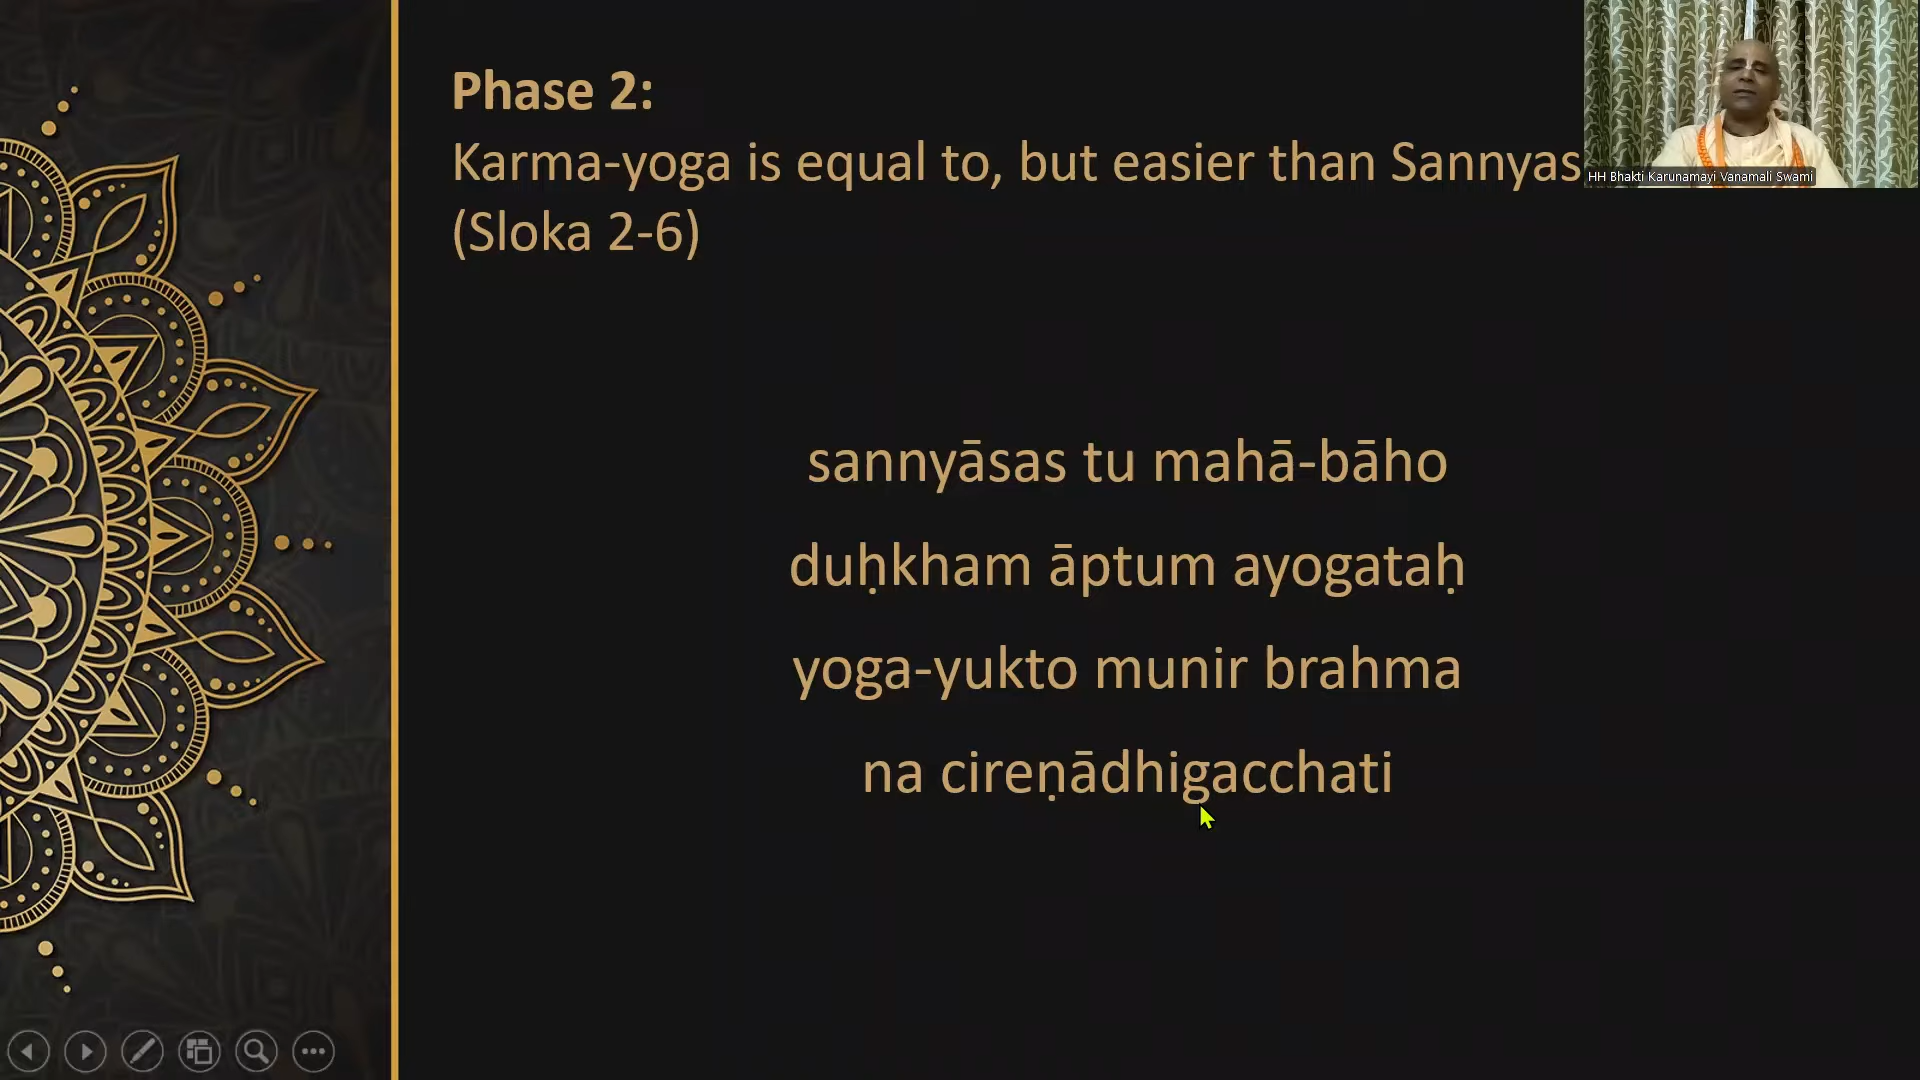 Phase 2:
Karma-yoga is equal to, but easier than Sannyas
(Sloka 2-6)
HH Bhakti Karunamayi Vanamali Swami
sannyāsas tu mahā-bāho
duḥkham āptum ayogataḥ
yoga-yukto munir brahma
na cireṇādhigacchati